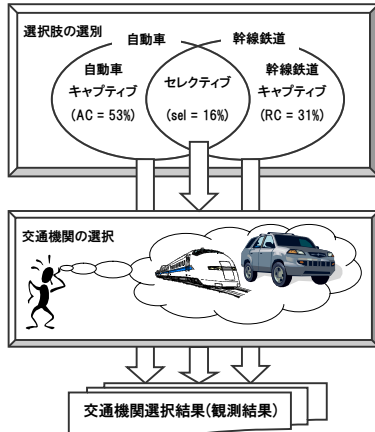 選択肢の選別
自動車 幹線鉄道
自動車
キャプティブ
(AC = 53%)
セレクティブ
(sel = 16%)
幹線鉄道
キャプティブ
(RC = 31%)
交通機関の選択
交通機関選択結果(観測結果)